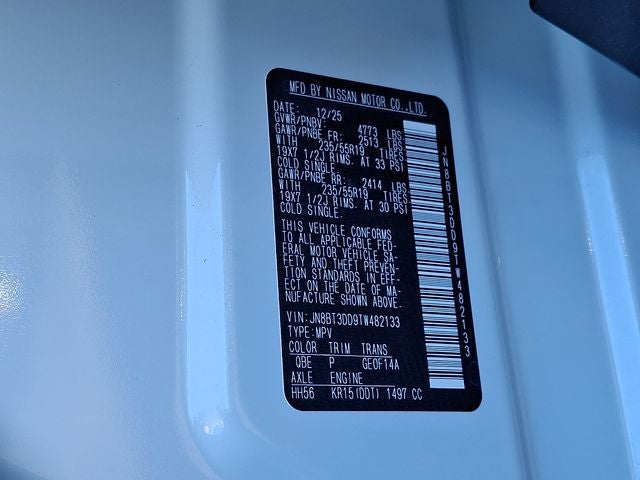 MFD BY NISSAN MOTOR CO.,LTD.
DATE: 12/25
GVWR/PNBV: 4773 LBS
GAWR/PNBE FR: 2513 LBS
WITH 235/55R19 TIRES
19X7 1/2J RIMS. AT 33 PSI
COLD SINGLE.
GAWR/PNBE RR: 2414 LBS
WITH 235/55R19 TIRES
19X7 1/2J RIMS. AT 30 PSI
COLD SINGLE.
THIS VEHICLE CONFORMS
TO ALL APPLICABLE FED-
ERAL MOTOR VEHICLE SA-
FETY AND THEFT PREVEN-
TION STANDARDS IN EFF-
ECT ON THE DATE OF MA-
NUFACTURE SHOWN ABOVE.
VIN:JN8BT3DD9TW482133
TYPE:MPV
COLOR TRIM TRANS
QBE P GE0F14A
AXLE ENGINE
HH56 KR15(DDT) 1497 CC
JN8BT3DD9TW482133